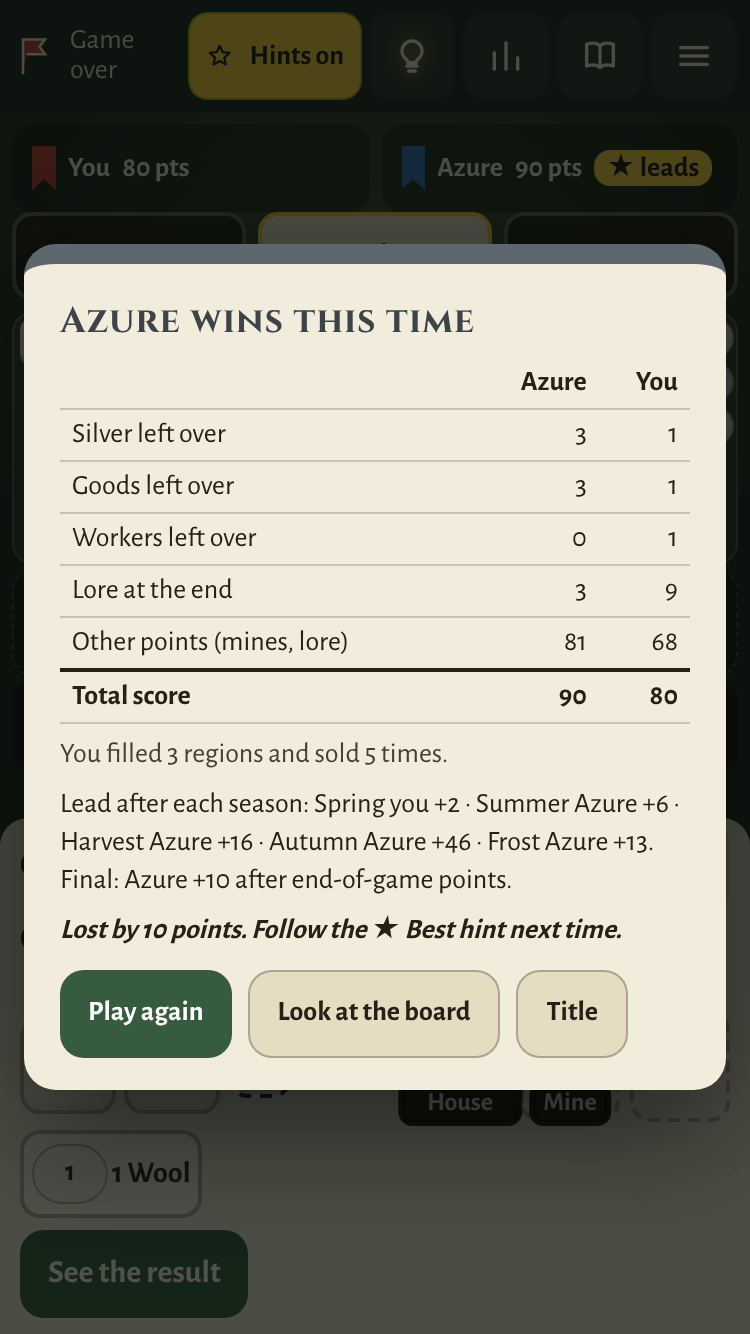 Game
over
Hints on
You 80 pts
Azure 90 pts ★ leads
Azure wins this time
Azure You
Silver left over 3 1
Goods left over 3 1
Workers left over 0 1
Lore at the end 3 9
Other points (mines, lore) 81 68
Total score 90 80
You filled 3 regions and sold 5 times.
Lead after each season: Spring you +2 · Summer Azure +6 ·
Harvest Azure +16 · Autumn Azure +46 · Frost Azure +13.
Final: Azure +10 after end-of-game points.
Lost by 10 points. Follow the ★ Best hint next time.
Play again Look at the board Title
House Mine
1 1 Wool
See the result